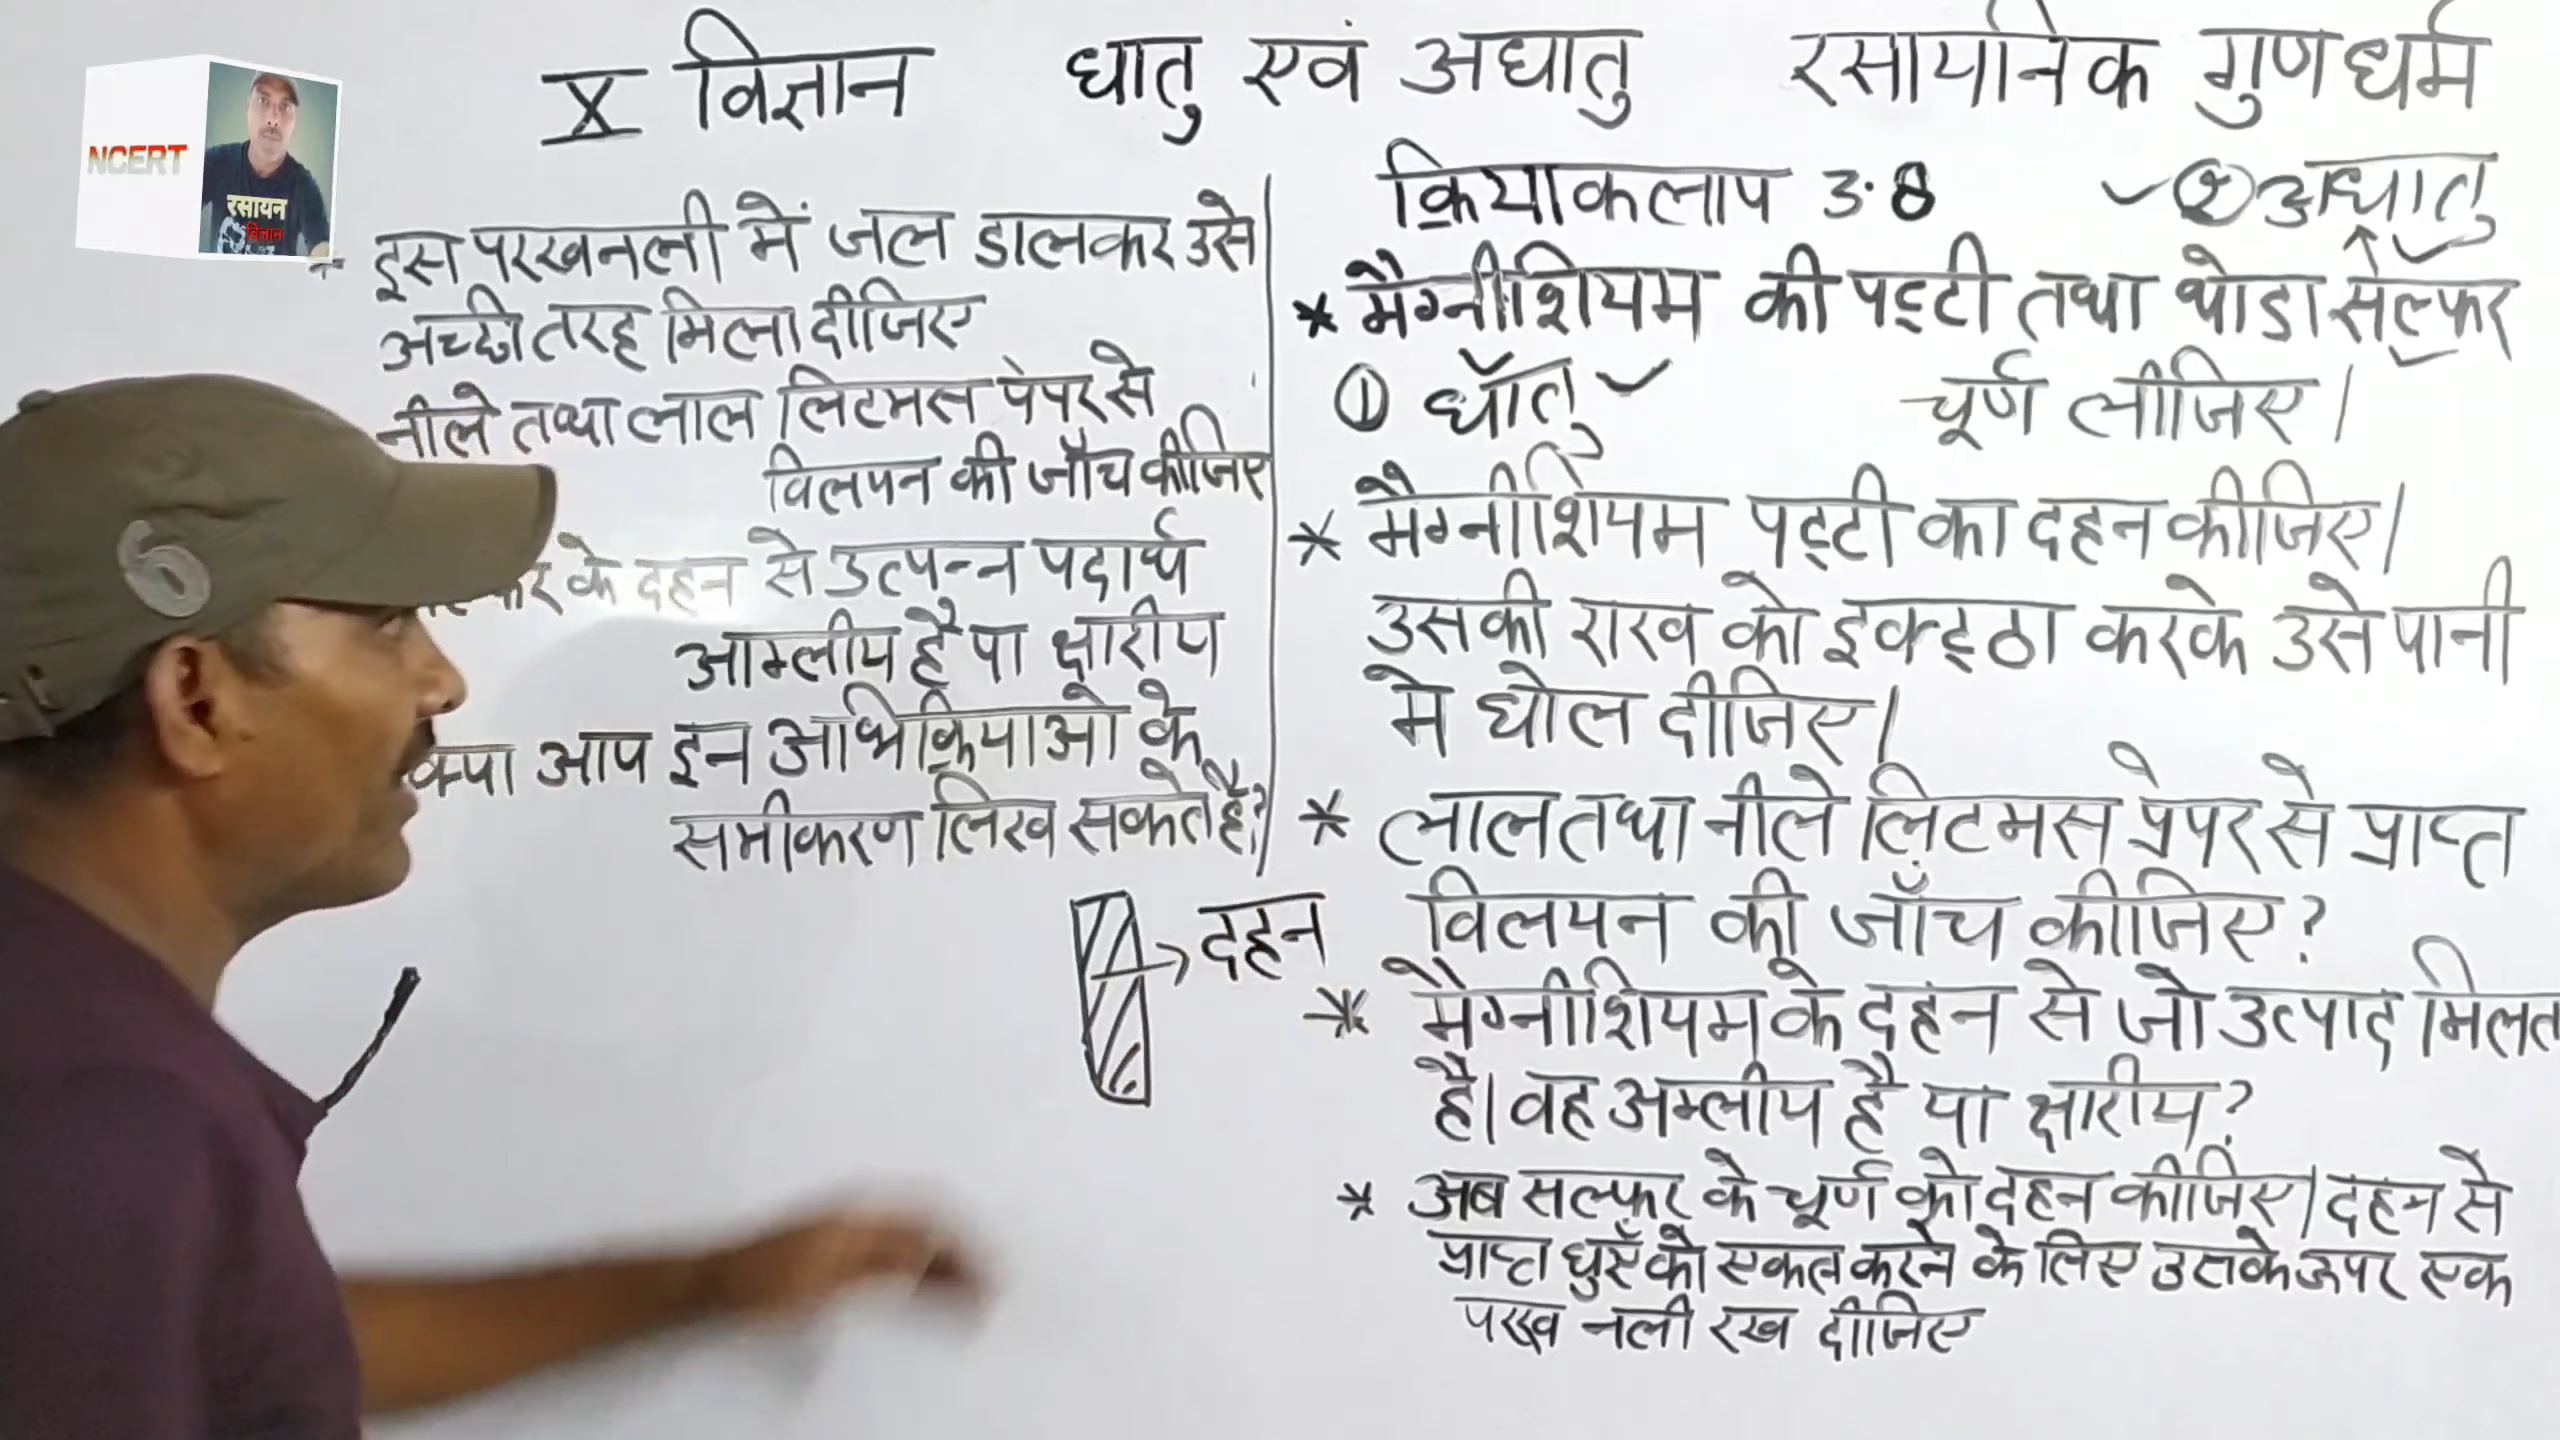 X विज्ञान धातु एवं अधातु रसायनिक गुणधर्म
NCERT
रसायन
विज्ञान
क्रियाकलाप 3.8 ② अधातु
* मैग्नीशियम की पट्टी तथा थोडा सल्फर
① धातु चूर्ण लीजिए।
* मैग्नीशियम पट्टी का दहन कीजिए।
उसकी राख को इकट्ठा करके उसे पानी
मे घोल दीजिए।
* लाल तथा नीले लिटमस पेपर से प्राप्त
विलयन की जाँच कीजिए?
* मैग्नीशियम के दहन से जो उत्पाद मिलत
है। वह अम्लीय है या क्षारीय?
* अब सल्फर के चूर्ण को दहन कीजिए। दहन से
प्राप्त धुएँ को एकत्र करने के लिए उसके ऊपर एक
परख नली रख दीजिए
* इस परखनली में जल डालकर उसे
अच्छी तरह मिला दीजिए
नीले तथा लाल लिटमस पेपर से
विलयन की जाँच कीजिए
के दहन से उत्पन्न पदार्थ
आम्लीय है या क्षारीय
क्या आप इन अभिक्रियाओ के
समीकरण लिख सकते है?
दहन
6